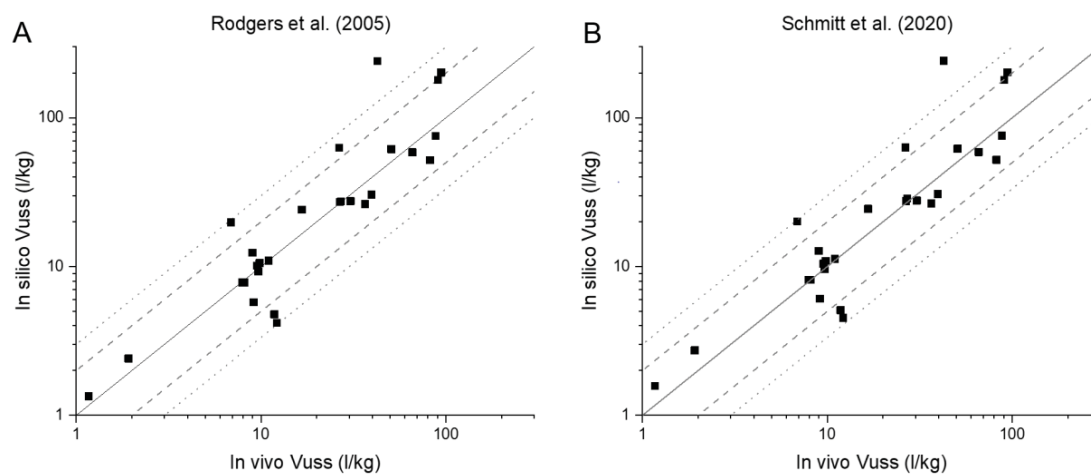 A
Rodgers et al. (2005)
In silico Vuss (l/kg)
100
10
1
1
10
100
In vivo Vuss (l/kg)
B
Schmitt et al. (2020)
In silico Vuss (l/kg)
100
10
1
1
10
100
In vivo Vuss (l/kg)